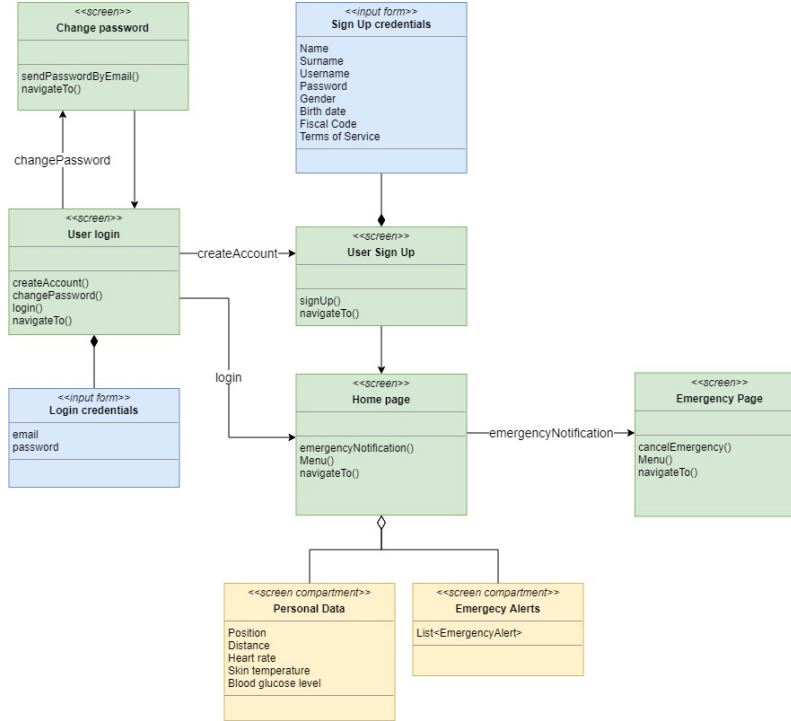 <<screen>>
Change password
sendPasswordByEmail()
navigateTo()
<<input form>>
Sign Up credentials
Name
Surname
Username
Password
Gender
Birth date
Fiscal Code
Terms of Service
changePassword
<<screen>>
User login
createAccount()
changePassword()
login()
navigateTo()
createAccount
<<screen>>
User Sign Up
signUp()
navigateTo()
login
<<input form>>
Login credentials
email
password
<<screen>>
Home page
emergencyNotification()
Menu()
navigateTo()
emergencyNotification
<<screen>>
Emergency Page
cancelEmergency()
Menu()
navigateTo()
<<screen compartment>>
Personal Data
Position
Distance
Heart rate
Skin temperature
Blood glucose level
<<screen compartment>>
Emergecy Alerts
List<EmergencyAlert>